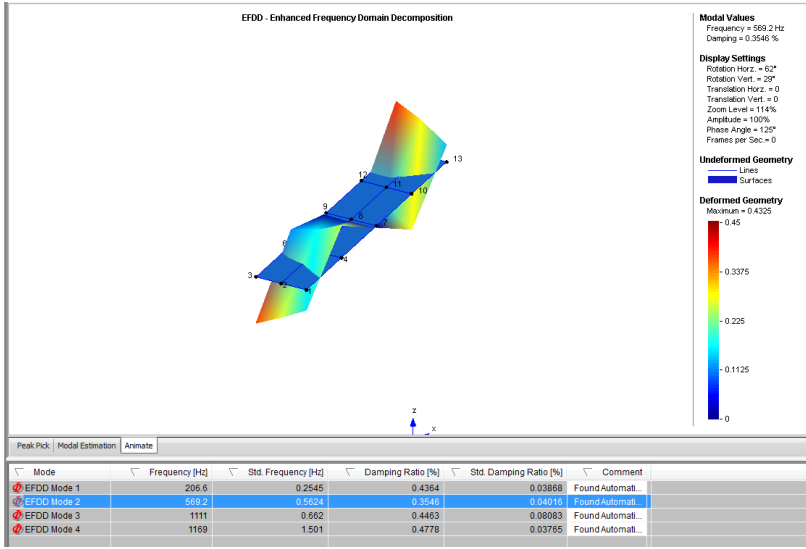 EFDD - Enhanced Frequency Domain Decomposition
Modal Values
Frequency = 569.2 Hz
Damping = 0.3546 %
Display Settings
Rotation Horz. = 62°
Rotation Vert. = 29°
Translation Horz. = 0
Translation Vert. = 0
Zoom Level = 114%
Amplitude = 100%
Phase Angle = 125°
Frames per Sec.= 0
Undeformed Geometry
Lines
Surfaces
Deformed Geometry
Maximum = 0.4325
0.45
0.3375
0.225
0.1125
0
13
12
11
10
9
8
7
6
4
3
2
1
z
x
Peak Pick Modal Estimation Animate
Mode Frequency [Hz] Std. Frequency [Hz] Damping Ratio [%] Std. Damping Ratio [%] Comment
EFDD Mode 1 206.6 0.2545 0.4364 0.03868 Found Automati...
EFDD Mode 2 569.2 0.5624 0.3546 0.04016 Found Automati...
EFDD Mode 3 1111 0.662 0.4463 0.08083 Found Automati...
EFDD Mode 4 1169 1.501 0.4778 0.03765 Found Automati...